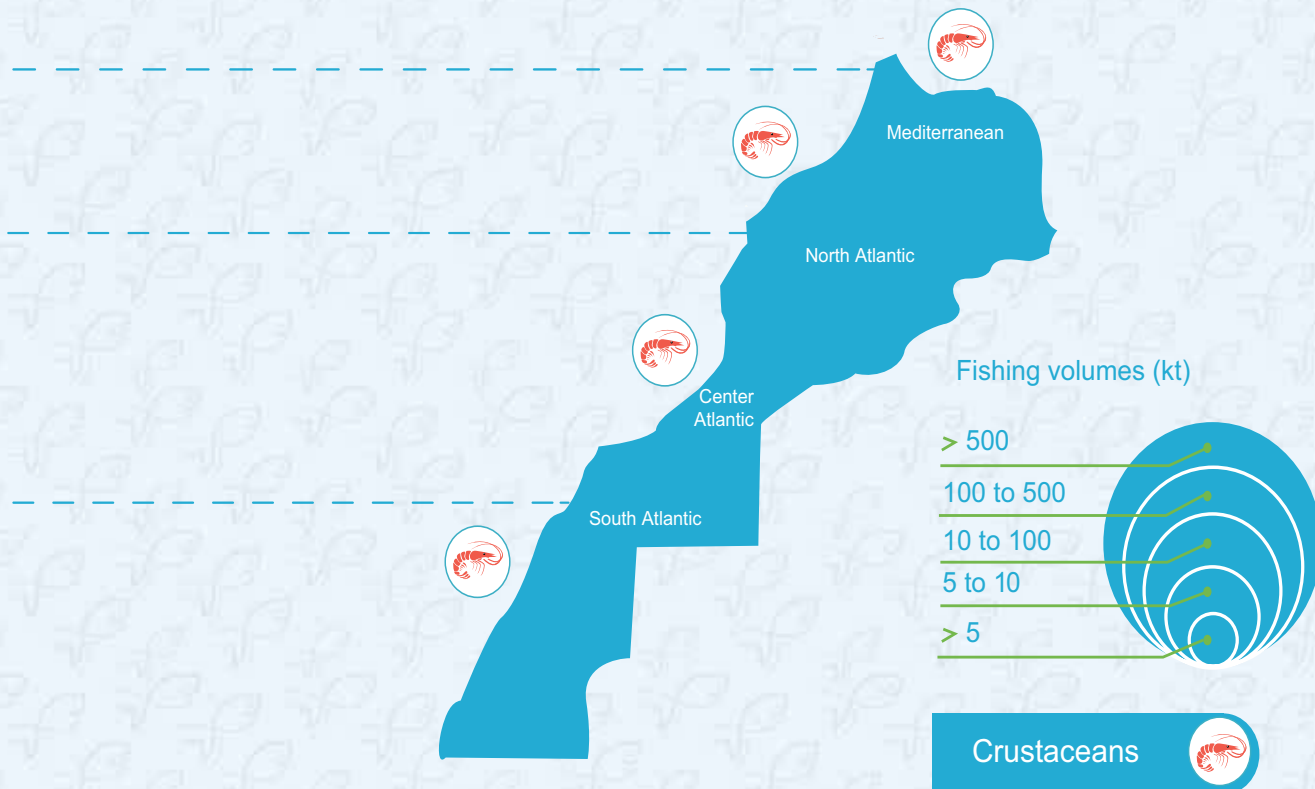 Mediterranean
North Atlantic
Center
Atlantic
South Atlantic
Fishing volumes (kt)
> 500
100 to 500
10 to 100
5 to 10
> 5
Crustaceans